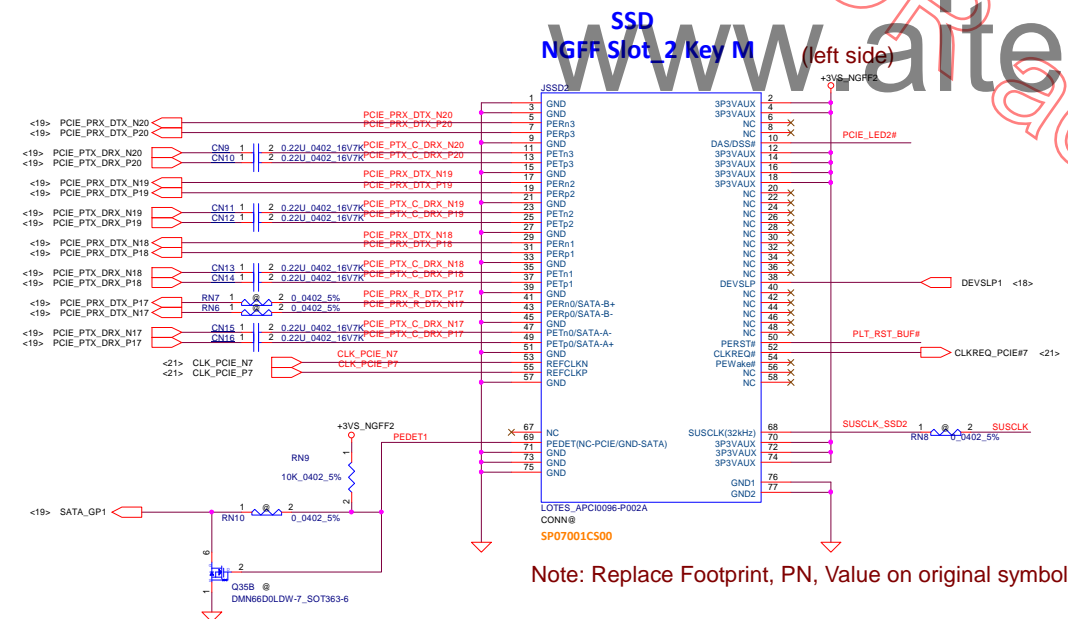 SSD
NGFF Slot_2 Key M
(left side)
www.alte
+3VS_NGFF2
JSSD2
1 GND 3P3VAUX 2
3 GND 3P3VAUX 4
<19> PCIE_PRX_DTX_N20 PCIE_PRX_DTX_N20 5 PERn3 NC 6
<19> PCIE_PRX_DTX_P20 PCIE_PRX_DTX_P20 7 PERp3 NC 8
9 GND DAS/DSS# 10 PCIE_LED2#
<19> PCIE_PTX_DRX_N20 CN9 1 2 0.22U_0402_16V7K PCIE_PTX_C_DRX_N20 11 PETn3 3P3VAUX 12
<19> PCIE_PTX_DRX_P20 CN10 1 2 0.22U_0402_16V7K PCIE_PTX_C_DRX_P20 13 PETp3 3P3VAUX 14
15 GND 3P3VAUX 16
<19> PCIE_PRX_DTX_N19 PCIE_PRX_DTX_N19 17 PERn2 3P3VAUX 18
<19> PCIE_PRX_DTX_P19 PCIE_PRX_DTX_P19 19 PERp2 NC 20
21 GND NC 22
<19> PCIE_PTX_DRX_N19 CN11 1 2 0.22U_0402_16V7K PCIE_PTX_C_DRX_N19 23 PETn2 NC 24
<19> PCIE_PTX_DRX_P19 CN12 1 2 0.22U_0402_16V7K PCIE_PTX_C_DRX_P19 25 PETp2 NC 26
27 GND NC 28
<19> PCIE_PRX_DTX_N18 PCIE_PRX_DTX_N18 29 PERn1 NC 30
<19> PCIE_PRX_DTX_P18 PCIE_PRX_DTX_P18 31 PERp1 NC 32
33 GND NC 34
<19> PCIE_PTX_DRX_N18 CN13 1 2 0.22U_0402_16V7K PCIE_PTX_C_DRX_N18 35 PETn1 NC 36
<19> PCIE_PTX_DRX_P18 CN14 1 2 0.22U_0402_16V7K PCIE_PTX_C_DRX_P18 37 PETp1 DEVSLP 38 DEVSLP1 <18>
39 GND NC 40
<19> PCIE_PRX_DTX_P17 RN7 1 @ 2 0_0402_5% PCIE_PRX_R_DTX_P17 41 PERn0/SATA-B+ NC 42
<19> PCIE_PRX_DTX_N17 RN6 1 @ 2 0_0402_5% PCIE_PRX_R_DTX_N17 43 PERp0/SATA-B- NC 44
45 GND NC 46
<19> PCIE_PTX_DRX_N17 CN15 1 2 0.22U_0402_16V7K PCIE_PTX_C_DRX_N17 47 PETn0/SATA-A- NC 48
<19> PCIE_PTX_DRX_P17 CN16 1 2 0.22U_0402_16V7K PCIE_PTX_C_DRX_P17 49 PETp0/SATA-A+ PERST# 50 PLT_RST_BUF#
51 GND CLKREQ# 52 CLKREQ_PCIE#7 <21>
<21> CLK_PCIE_N7 CLK_PCIE_N7 53 REFCLKN PEWake# 54
<21> CLK_PCIE_P7 CLK_PCIE_P7 55 REFCLKP NC 56
57 GND NC 58
67 NC SUSCLK(32kHz) 68 SUSCLK_SSD2 1 @ 2 SUSCLK
RN8 0_0402_5%
+3VS_NGFF2
PEDET1 69 PEDET(NC-PCIE/GND-SATA) 3P3VAUX 70
71 GND 3P3VAUX 72
73 GND 3P3VAUX 74
75 GND
GND1 76
GND2 77
1
RN9
10K_0402_5%
2
LOTES_APCI0096-P002A
CONN@
SP07001CS00
<19> SATA_GP1 1 @ 2
RN10 0_0402_5%
6
2
1
Q35B @
DMN66D0LDW-7_SOT363-6
Note: Replace Footprint, PN, Value on original symbol